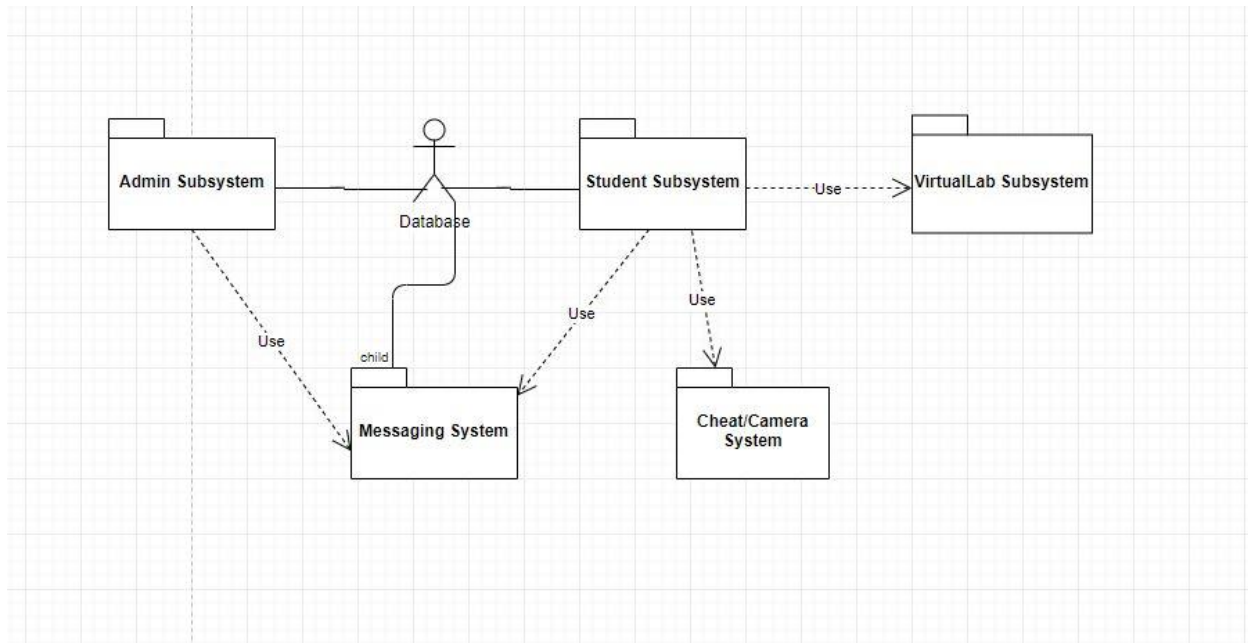 Admin Subsystem
Database
Student Subsystem
Use
VirtualLab Subsystem
Use
Use
Use
child
Messaging System
Cheat/Camera
System